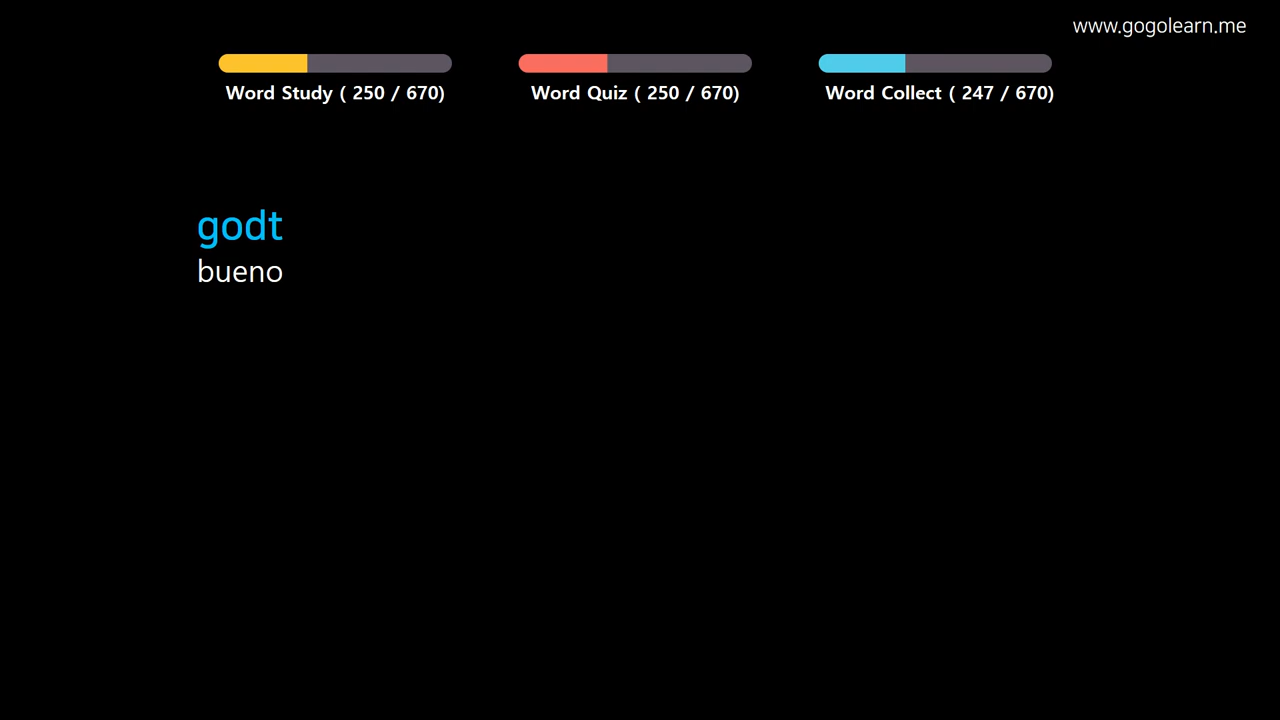 www.gogolearn.me
Word Study ( 250 / 670)
Word Quiz ( 250 / 670)
Word Collect ( 247 / 670)
godt
bueno